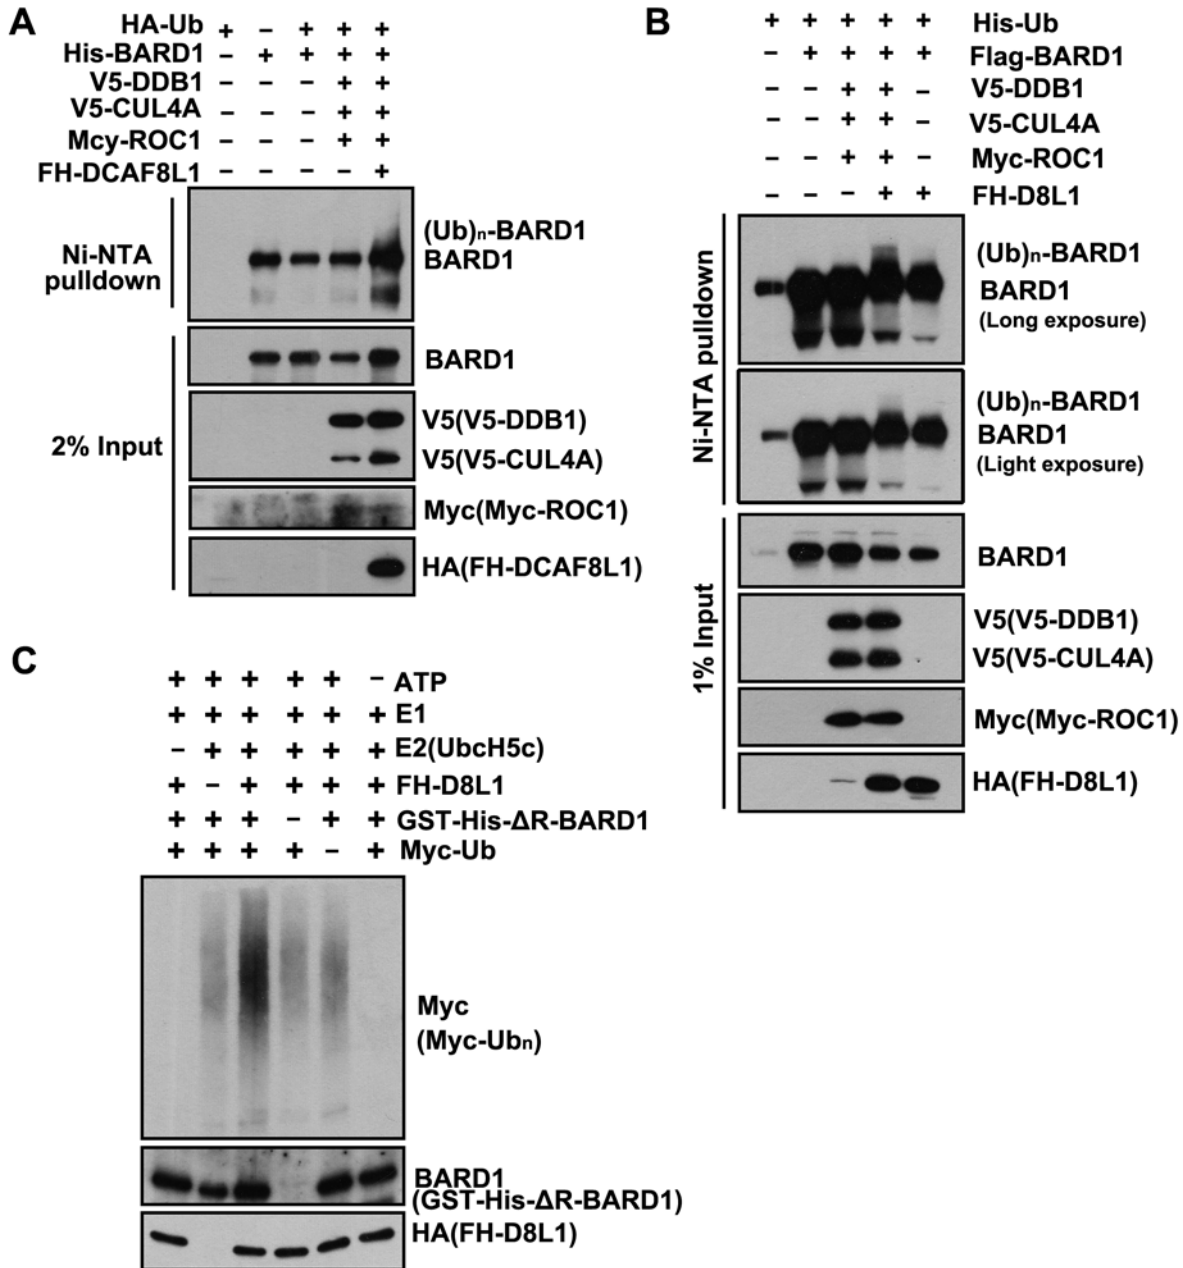 A
HA-Ub + − + + +
His-BARD1 − + + + +
V5-DDB1 − − − + +
V5-CUL4A − − − + +
Mcy-ROC1 − − − + +
FH-DCAF8L1 − − − − +
Ni-NTA
pulldown
(Ub)n-BARD1
BARD1
2% Input
BARD1
V5(V5-DDB1)
V5(V5-CUL4A)
Myc(Myc-ROC1)
HA(FH-DCAF8L1)
B
+ + + + + His-Ub
− + + + + Flag-BARD1
− − + + − V5-DDB1
− − + + − V5-CUL4A
− − + + − Myc-ROC1
− − − + + FH-D8L1
Ni-NTA pulldown
(Ub)n-BARD1
BARD1
(Long exposure)
(Ub)n-BARD1
BARD1
(Light exposure)
1% Input
BARD1
V5(V5-DDB1)
V5(V5-CUL4A)
Myc(Myc-ROC1)
HA(FH-D8L1)
C
+ + + + + − ATP
+ + + + + + E1
− + + + + + E2(UbcH5c)
+ − + + + + FH-D8L1
+ + + − + + GST-His-ΔR-BARD1
+ + + + − + Myc-Ub
Myc
(Myc-Ubn)
BARD1
(GST-His-ΔR-BARD1)
HA(FH-D8L1)